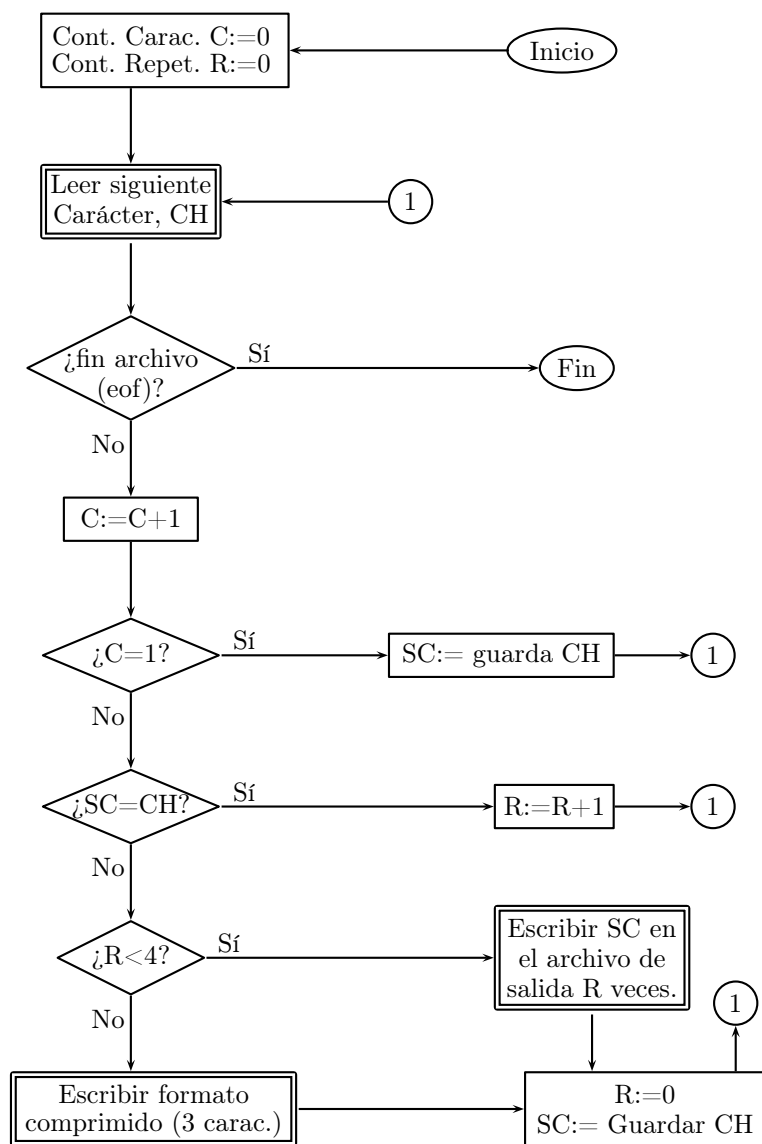 Cont. Carac. C:=0
Cont. Repet. R:=0
Inicio
Leer siguiente
Carácter, CH
1
¿fin archivo
(eof)?
Sí
Fin
No
C:=C+1
¿C=1?
Sí
SC:= guarda CH
1
No
¿SC=CH?
Sí
R:=R+1
1
No
¿R<4?
Sí
Escribir SC en
el archivo de
salida R veces.
1
No
Escribir formato
comprimido (3 carac.)
R:=0
SC:= Guardar CH